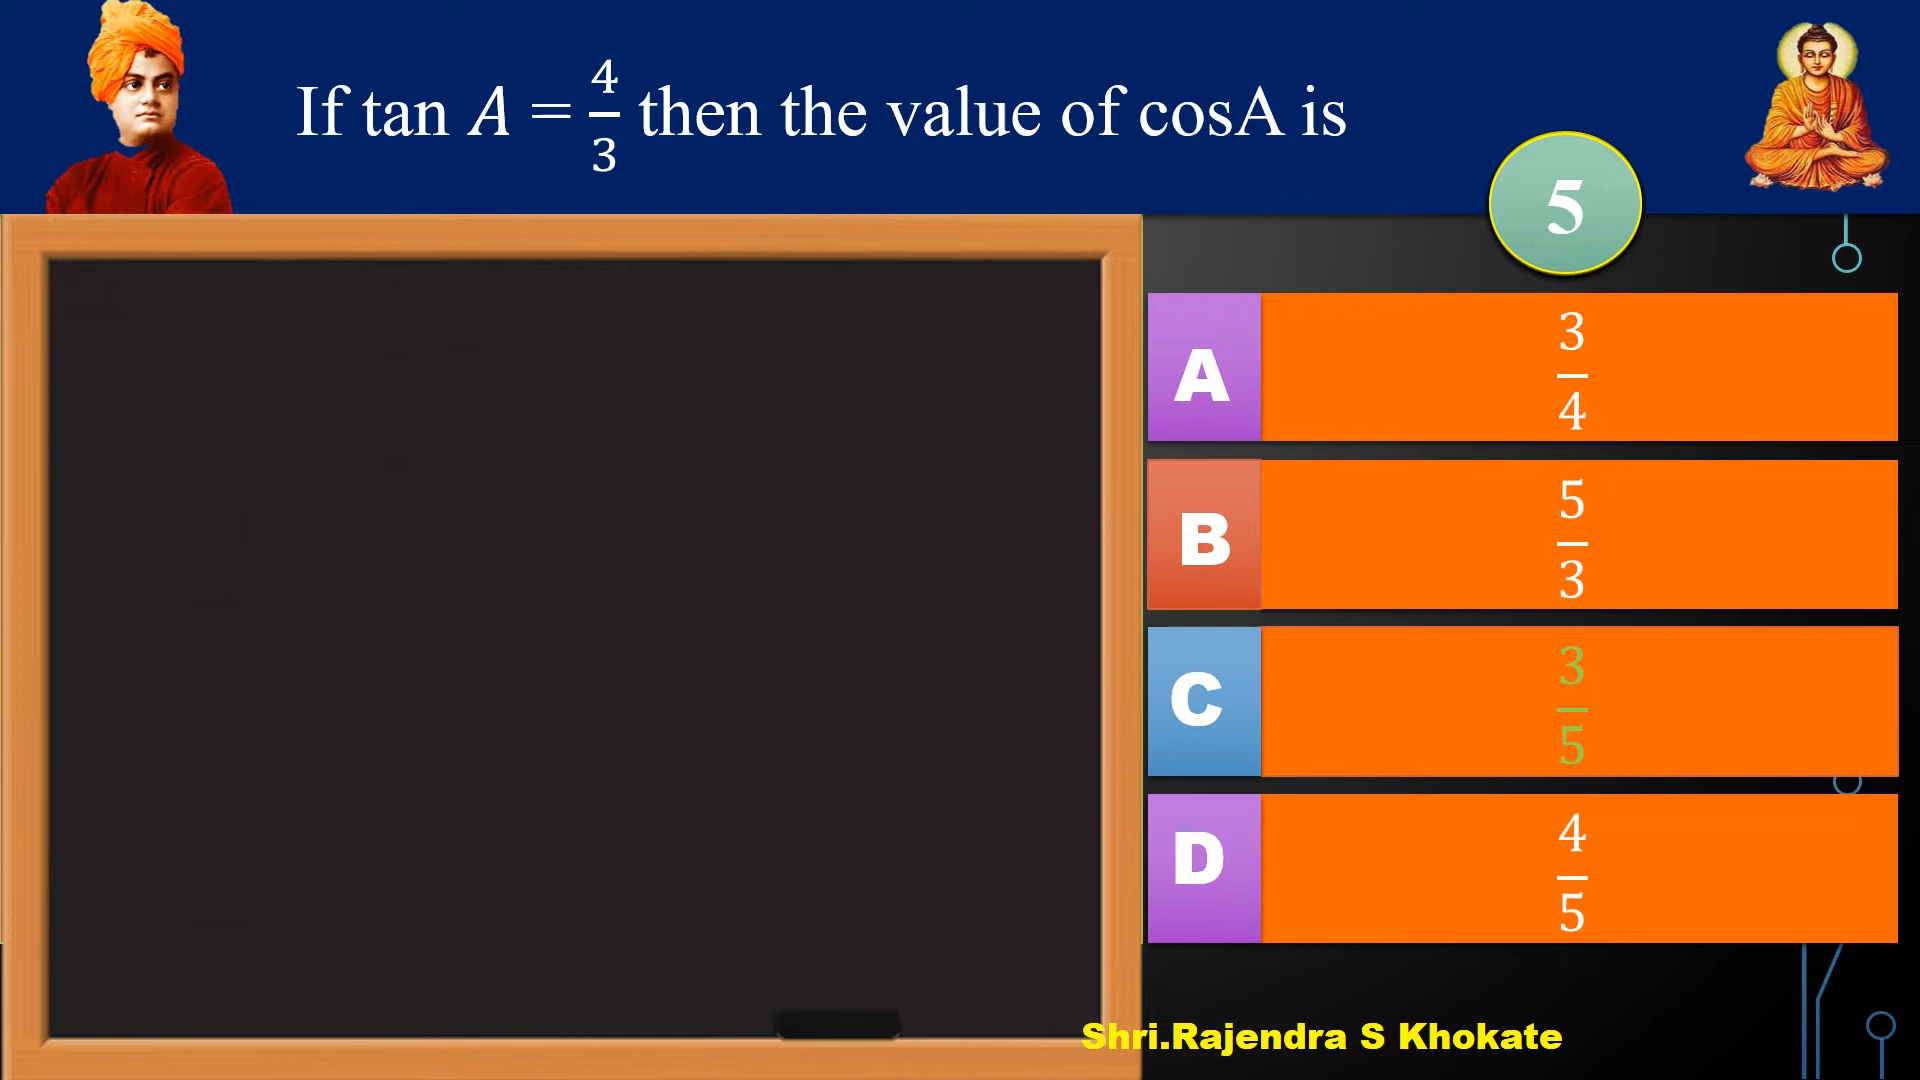 If tan A = 4/3 then the value of cosA is
5
A 3/4
B 5/3
C 3/5
D 4/5
Shri.Rajendra S Khokate